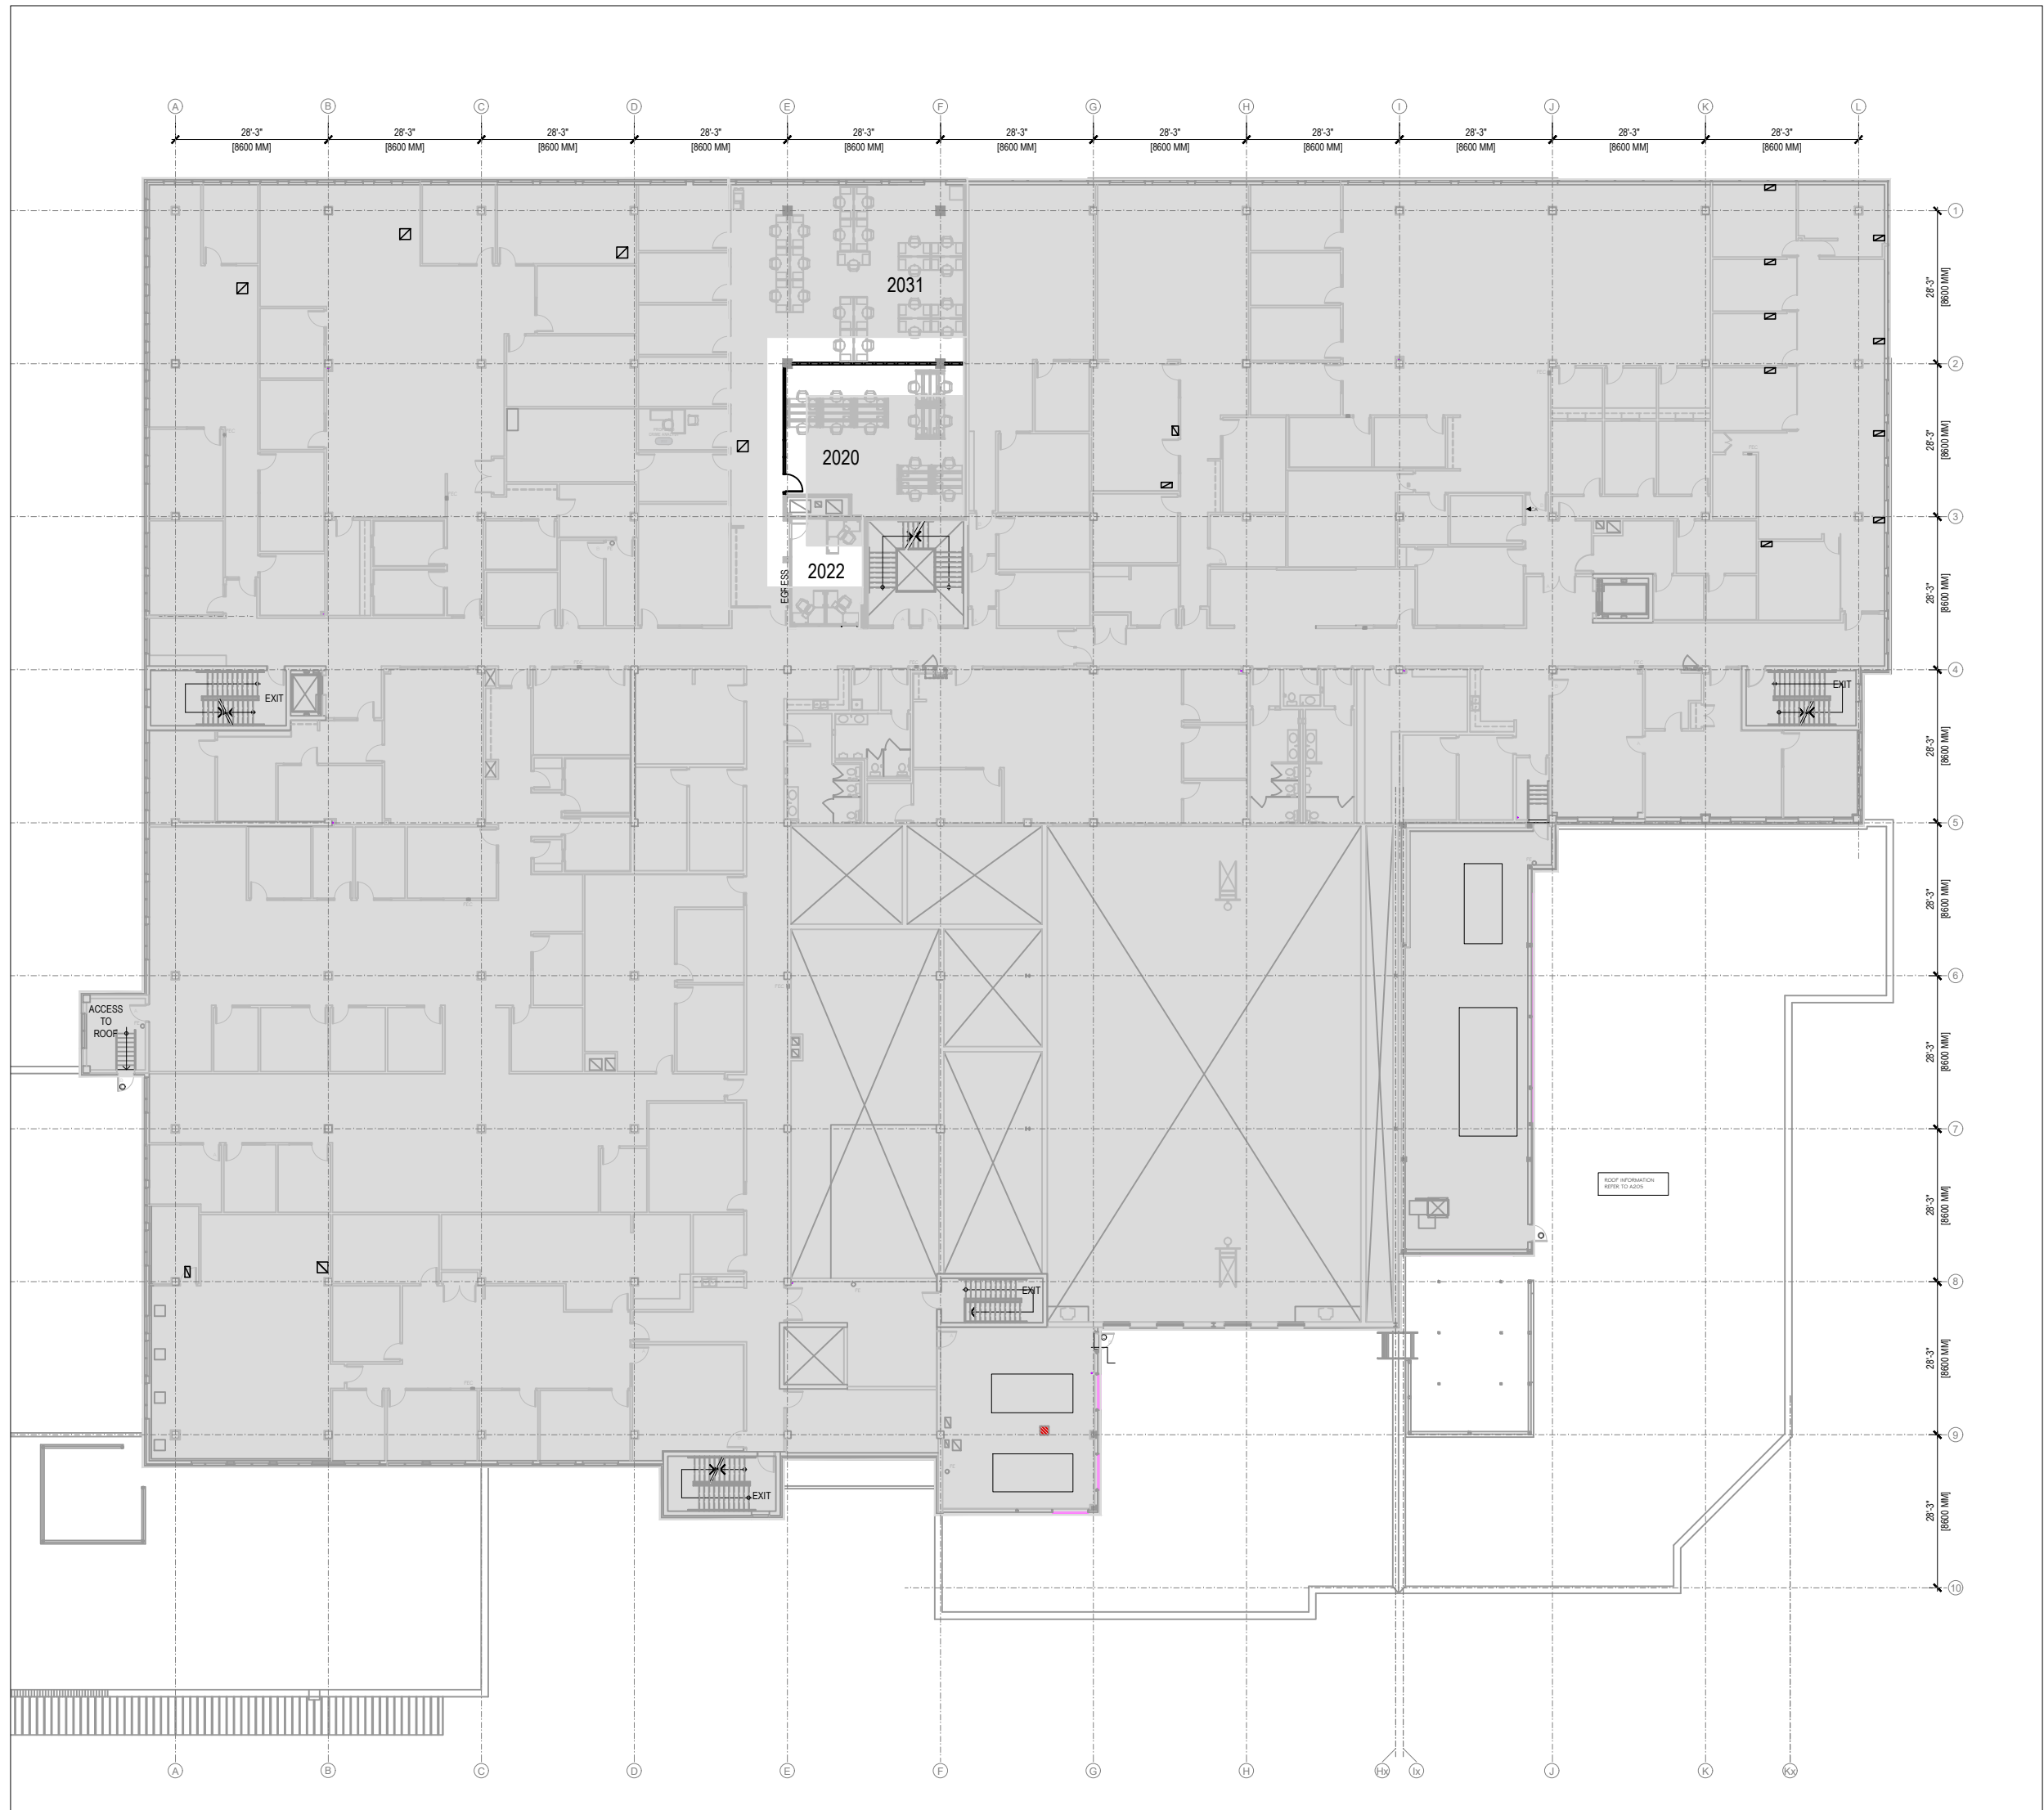 A B C D E F G H I J K L
28'-3" 28'-3" 28'-3" 28'-3" 28'-3" 28'-3" 28'-3" 28'-3" 28'-3" 28'-3" 28'-3"
[8600 MM] [8600 MM] [8600 MM] [8600 MM] [8600 MM] [8600 MM] [8600 MM] [8600 MM] [8600 MM] [8600 MM] [8600 MM]
1
28'-3"
[8600 MM]
2031
2
28'-3"
[8600 MM]
2020
3
28'-3"
[8600 MM]
2022
EGRESS
4
EXIT
EXIT
28'-3"
[8600 MM]
5
28'-3"
[8600 MM]
6
ACCESS
TO
ROOF
28'-3"
[8600 MM]
7
ROOF INFORMATION
REFER TO A205
28'-3"
[8600 MM]
8
EXIT
28'-3"
[8600 MM]
9
EXIT
28'-3"
[8600 MM]
10
A B C D E F G H Hx Ix J K Kx